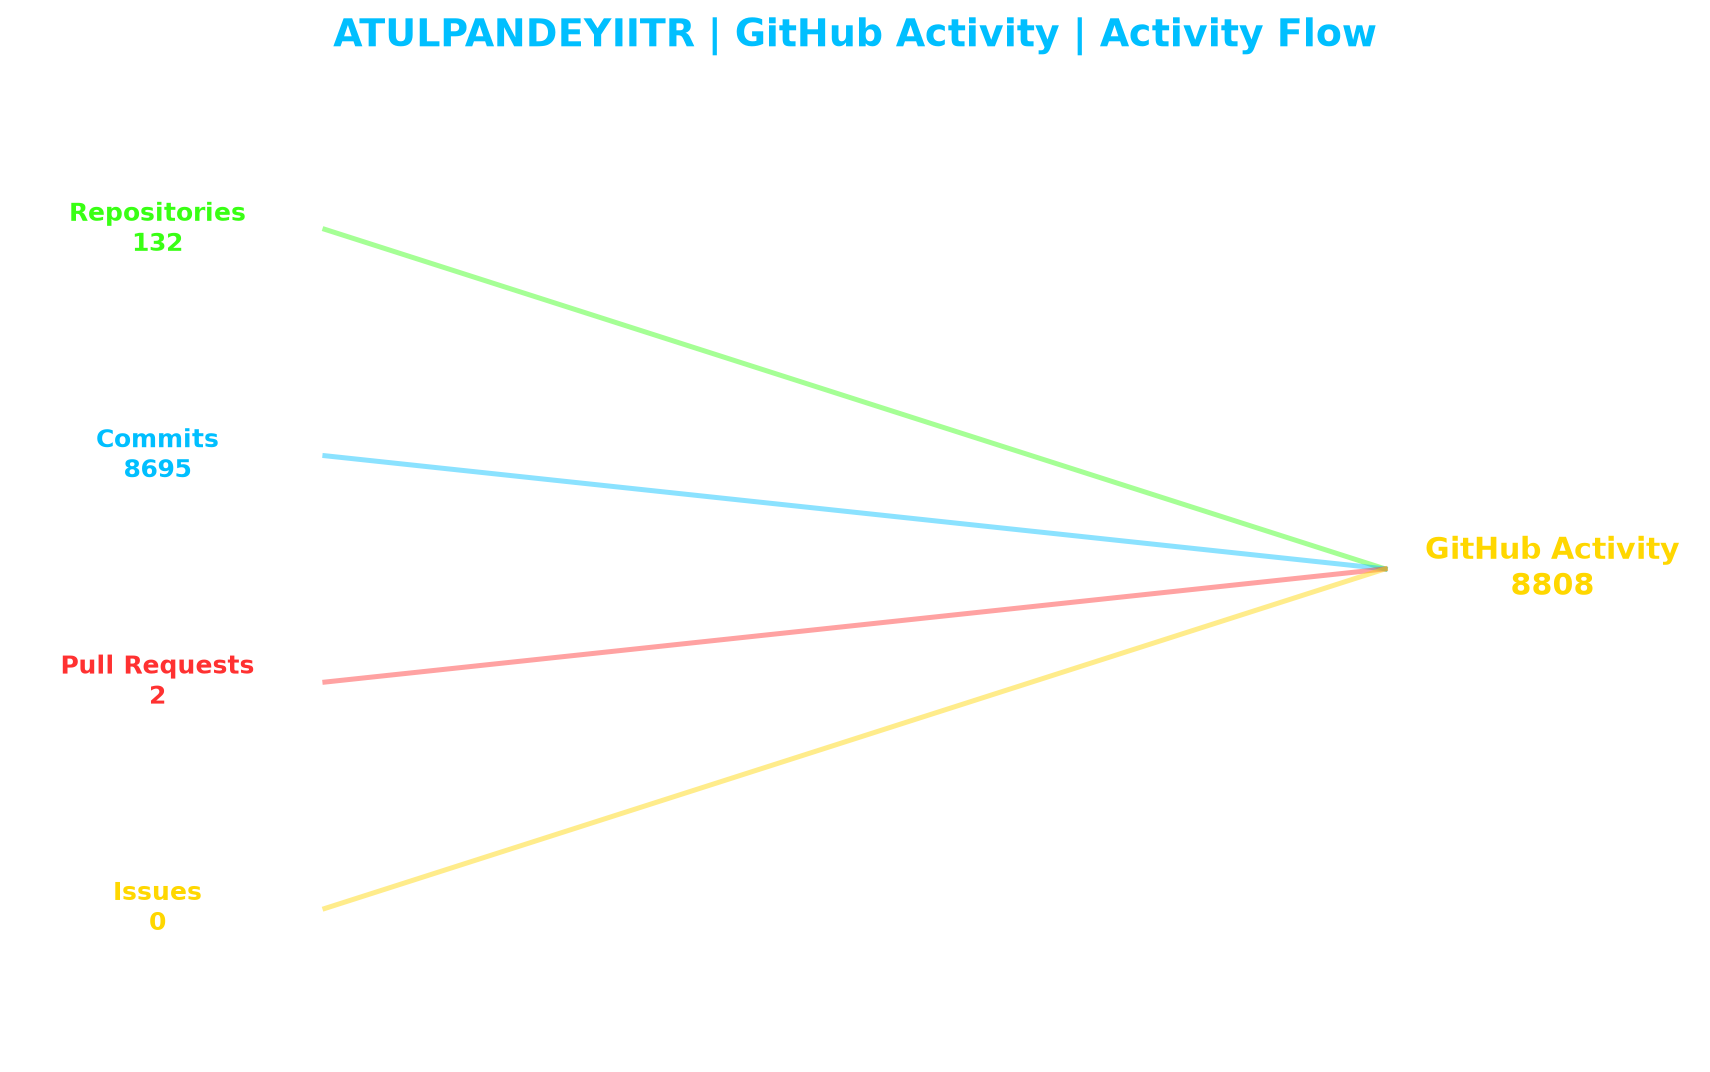 ATULPANDEYIITR | GitHub Activity | Activity Flow
Repositories
132
Commits
8695
GitHub Activity
8808
Pull Requests
2
Issues
0